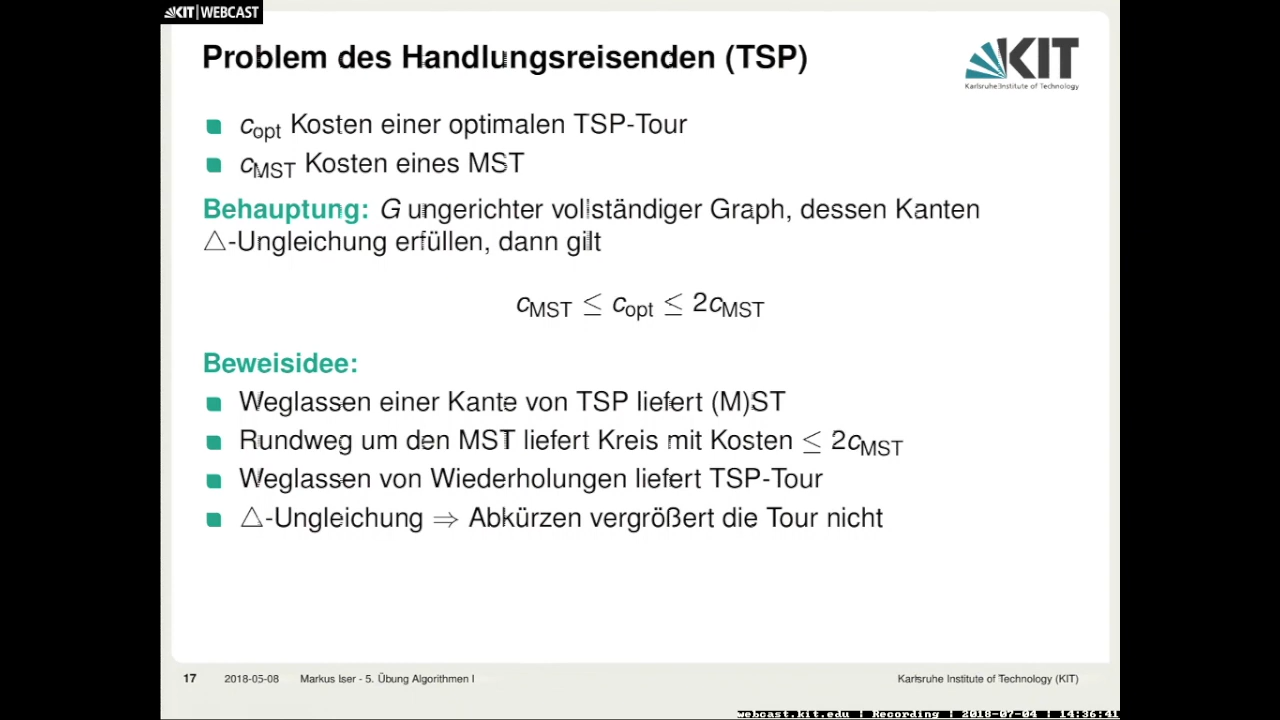 KIT | WEBCAST
Problem des Handlungsreisenden (TSP)
KIT
Karlsruhe Institute of Technology
c_opt Kosten einer optimalen TSP-Tour
c_MST Kosten eines MST
Behauptung: G ungerichter vollständiger Graph, dessen Kanten
△-Ungleichung erfüllen, dann gilt
c_MST ≤ c_opt ≤ 2c_MST
Beweisidee:
Weglassen einer Kante von TSP liefert (M)ST
Rundweg um den MST liefert Kreis mit Kosten ≤ 2c_MST
Weglassen von Wiederholungen liefert TSP-Tour
△-Ungleichung ⇒ Abkürzen vergrößert die Tour nicht
17 2018-05-08 Markus Iser - 5. Übung Algorithmen I Karlsruhe Institute of Technology (KIT)
webcast.kit.edu | Recording | 2018-07-04 | 14:36:41